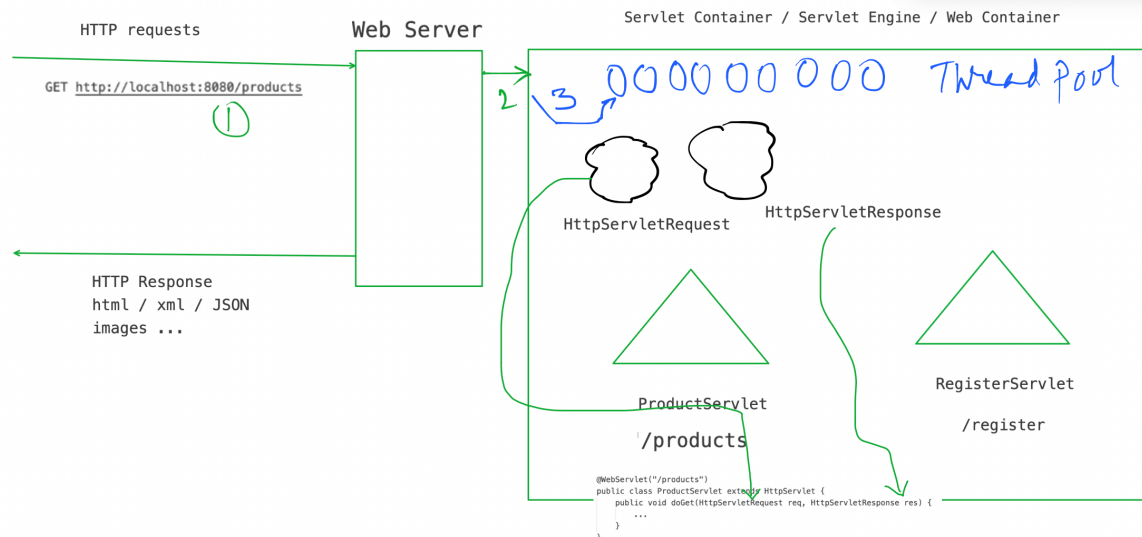 Servlet Container / Servlet Engine / Web Container
HTTP requests
Web Server
GET http://localhost:8080/products
1
2
3
Thread Pool
HttpServletRequest
HttpServletResponse
HTTP Response
html / xml / JSON
images ...
ProductServlet
/products
RegisterServlet
/register
@WebServlet("/products")
public class ProductServlet extends HttpServlet {
public void doGet(HttpServletRequest req, HttpServletResponse res) {
...
}
}